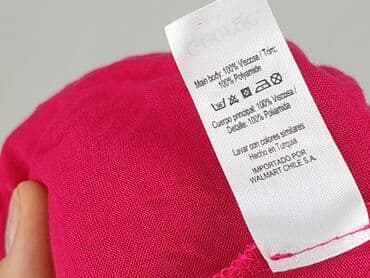 Main body: 100% Viscose / Trim:
100% Polyamide
Cuerpo principal: 100% Viscosa /
Detalle: 100% Poliamida
Lavar con colores similares
Hecho en Turquia
IMPORTADO POR
WALMART CHILE S.A.